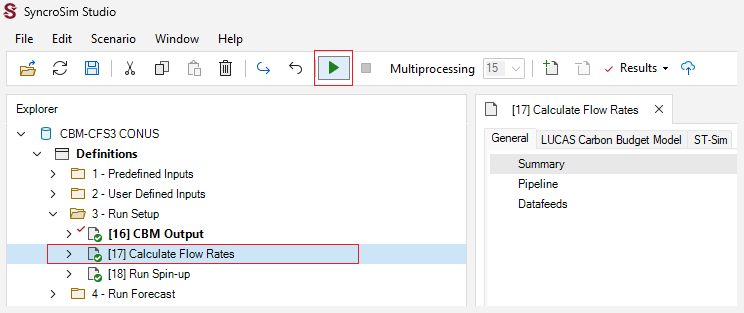 SyncroSim Studio
File Edit Scenario Window Help
Multiprocessing 15 Results
Explorer
[17] Calculate Flow Rates
CBM-CFS3 CONUS
General LUCAS Carbon Budget Model ST-Sim
Definitions
Summary
1 - Predefined Inputs
Pipeline
2 - User Defined Inputs
Datafeeds
3 - Run Setup
[16] CBM Output
[17] Calculate Flow Rates
[18] Run Spin-up
4 - Run Forecast